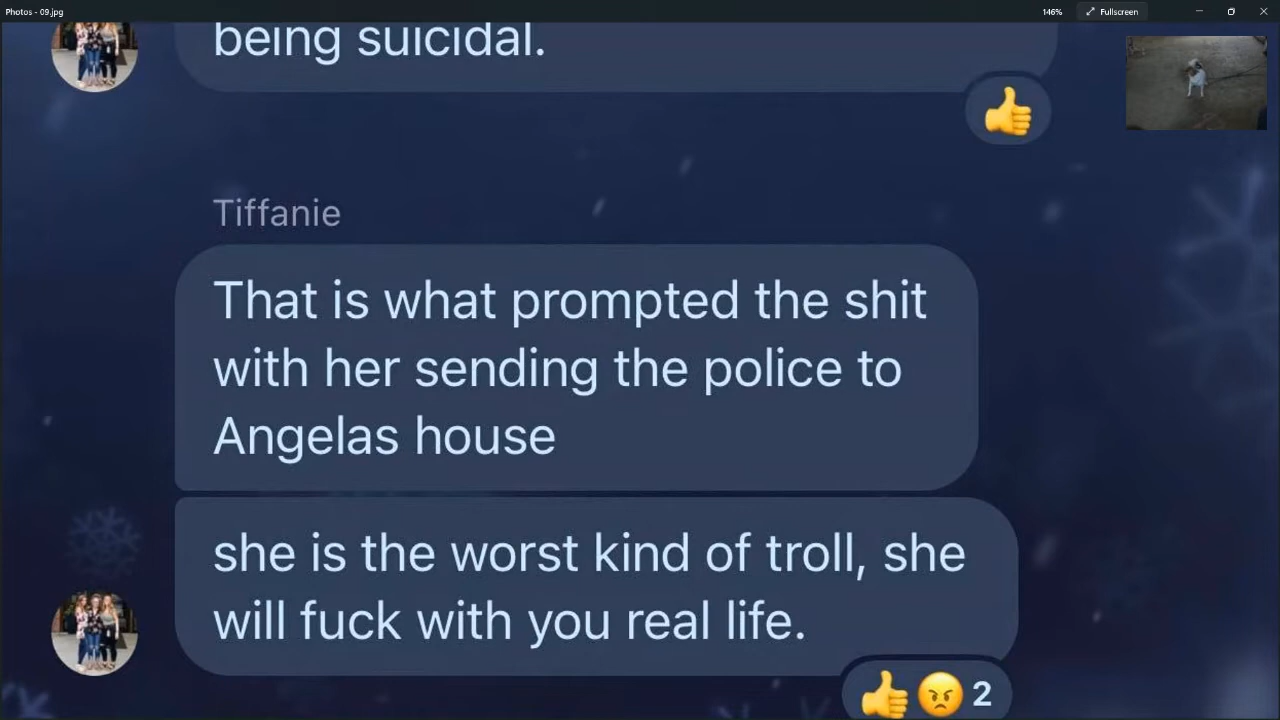 Photos - 09.jpg
146%
Fullscreen
being suicidal.
Tiffanie
That is what prompted the shit
with her sending the police to
Angelas house
she is the worst kind of troll, she
will fuck with you real life.
2